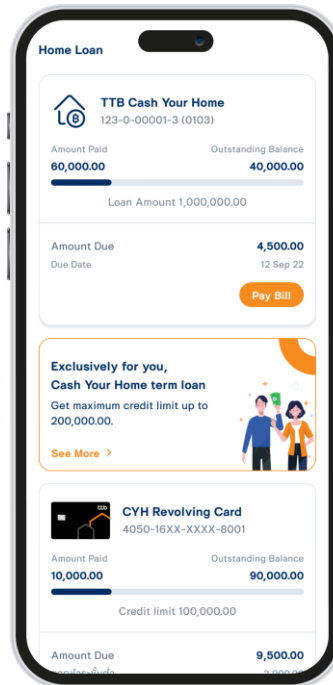 Home Loan
TTB Cash Your Home
123-0-00001-3 (0103)
Amount Paid Outstanding Balance
60,000.00 40,000.00
Loan Amount 1,000,000.00
Amount Due 4,500.00
Due Date 12 Sep 22
Pay Bill
Exclusively for you,
Cash Your Home term loan
Get maximum credit limit up to
200,000.00.
See More >
ttb
CYH Revolving Card
4050-16XX-XXXX-8001
Amount Paid Outstanding Balance
10,000.00 90,000.00
Credit limit 100,000.00
Amount Due 9,500.00